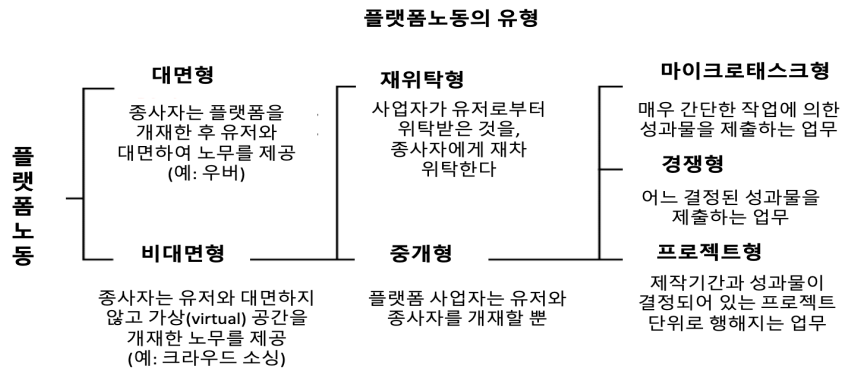 플랫폼노동의 유형
플랫폼노동
대면형
종사자는 플랫폼을
개재한 후 유저와
대면하여 노무를 제공
(예: 우버)
비대면형
종사자는 유저와 대면하지
않고 가상(virtual) 공간을
개재한 노무를 제공
(예: 크라우드 소싱)
재위탁형
사업자가 유저로부터
위탁받은 것을,
종사자에게 재차
위탁한다
중개형
플랫폼 사업자는 유저와
종사자를 개재할 뿐
마이크로태스크형
매우 간단한 작업에 의한
성과물을 제출하는 업무
경쟁형
어느 결정된 성과물을
제출하는 업무
프로젝트형
제작기간과 성과물이
결정되어 있는 프로젝트
단위로 행해지는 업무